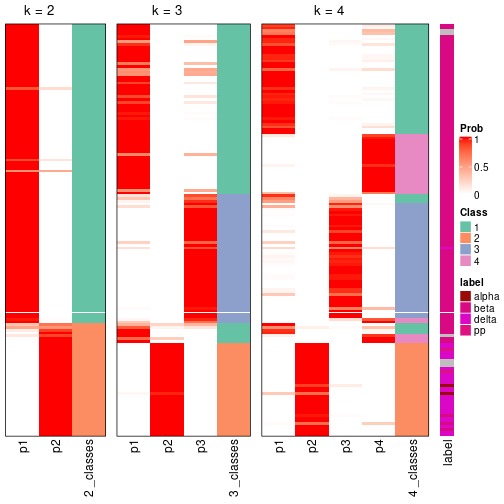 k = 2
k = 3
k = 4
Prob
1
0.5
0
Class
1
2
3
4
label
alpha
beta
delta
pp
p1
p2
2_classes
p1
p2
p3
3_classes
p1
p2
p3
p4
4_classes
label